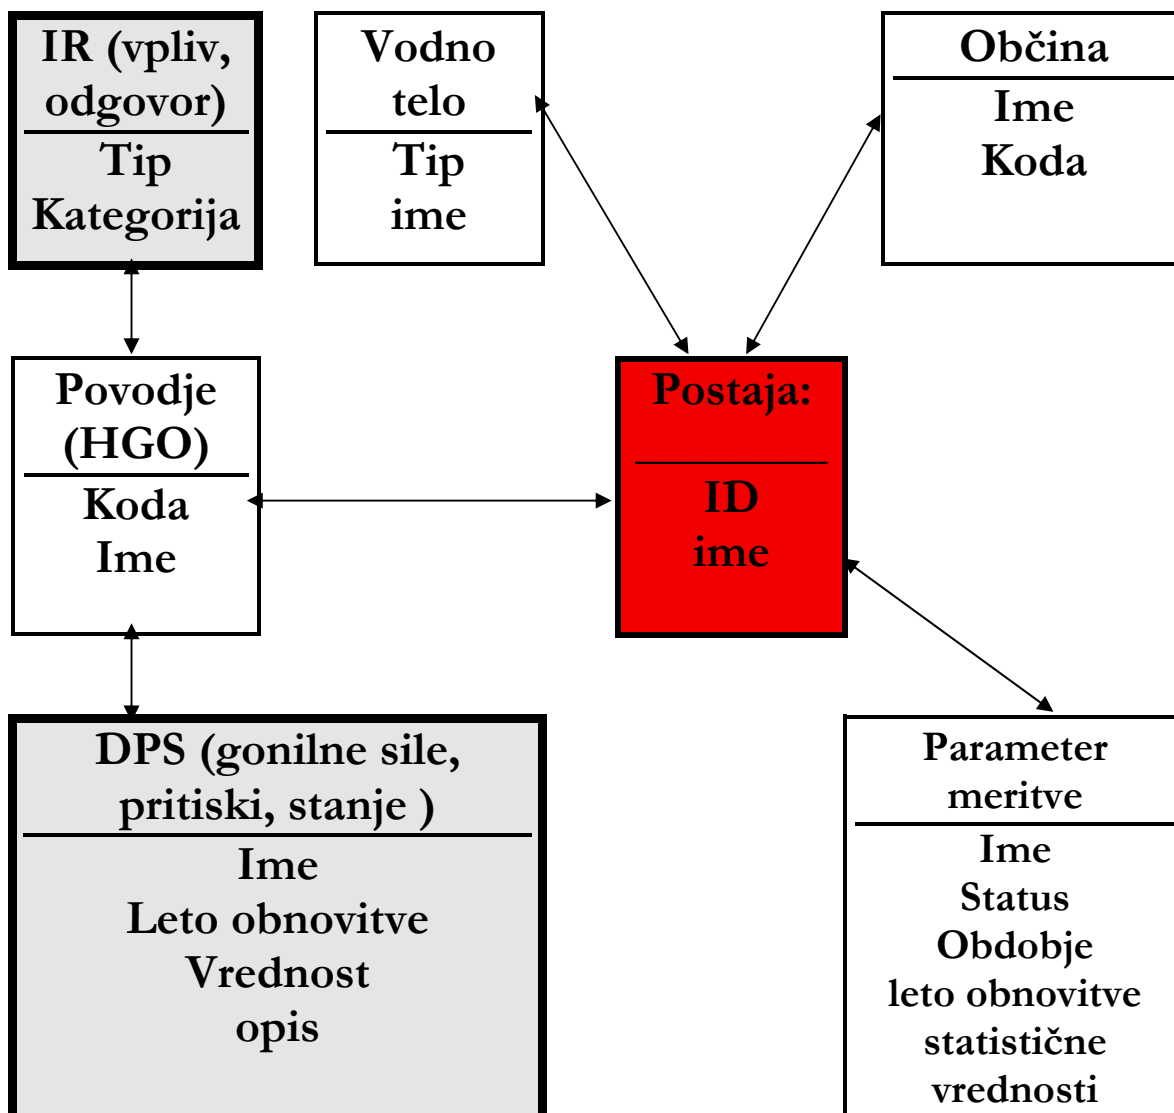 IR (vpliv,
odgovor)
Tip
Kategorija
Vodno
telo
Tip
ime
Občina
Ime
Koda
Povodje
(HGO)
Koda
Ime
Postaja:
ID
ime
DPS (gonilne sile,
pritiski, stanje )
Ime
Leto obnovitve
Vrednost
opis
Parameter
meritve
Ime
Status
Obdobje
leto obnovitve
statistične
vrednosti